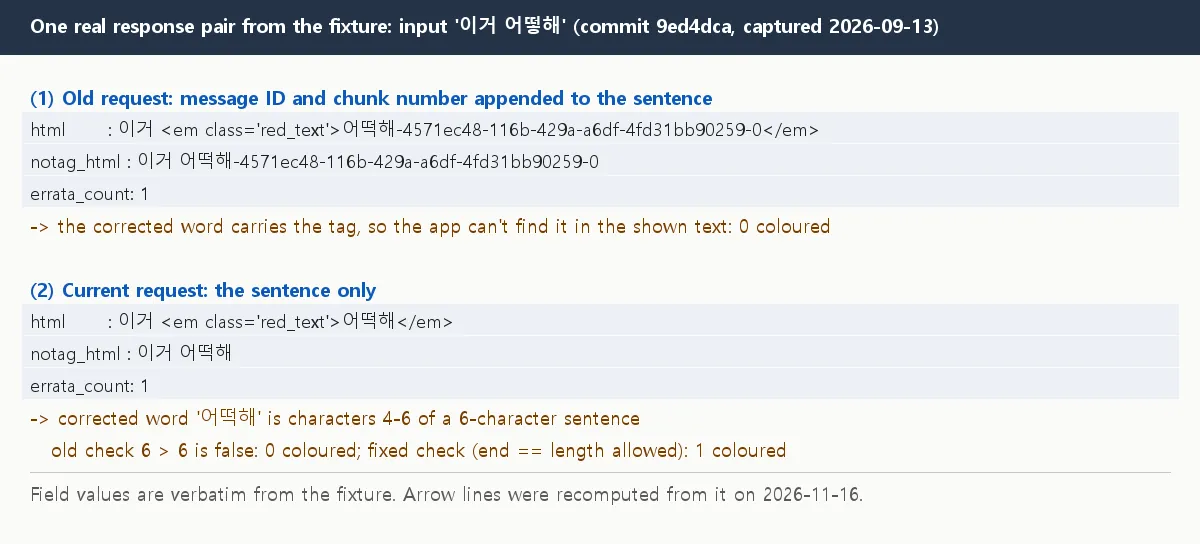 One real response pair from the fixture: input '이거 어떻해' (commit 9ed4dca, captured 2026-09-13)
(1) Old request: message ID and chunk number appended to the sentence
html : 이거 <em class='red_text'>어떡해-4571ec48-116b-429a-a6df-4fd31bb90259-0</em>
notag_html : 이거 어떡해-4571ec48-116b-429a-a6df-4fd31bb90259-0
errata_count: 1
-> the corrected word carries the tag, so the app can't find it in the shown text: 0 coloured
(2) Current request: the sentence only
html : 이거 <em class='red_text'>어떡해</em>
notag_html : 이거 어떡해
errata_count: 1
-> corrected word '어떡해' is characters 4-6 of a 6-character sentence
old check 6 > 6 is false: 0 coloured; fixed check (end == length allowed): 1 coloured
Field values are verbatim from the fixture. Arrow lines were recomputed from it on 2026-11-16.